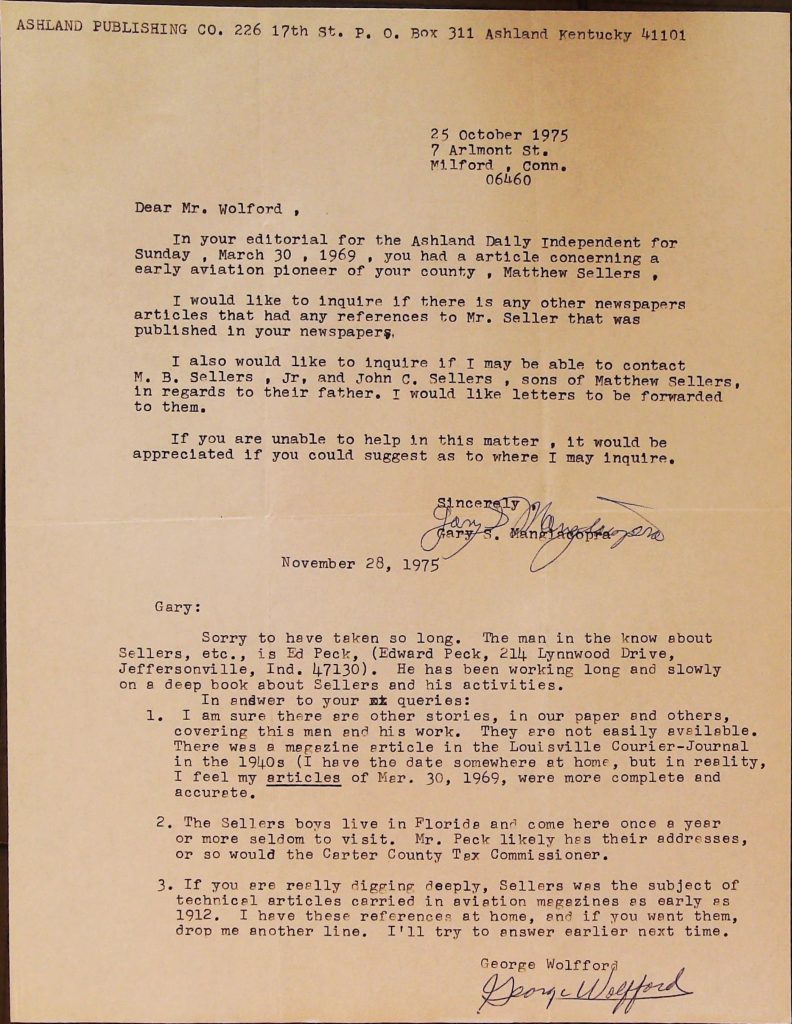 ASHLAND PUBLISHING CO. 226 17th St. P. O. Box 311 Ashland Kentucky 41101
25 October 1975
7 Arlmont St.
Milford , Conn.
06460
Dear Mr. Wolford ,
In your editorial for the Ashland Daily Independent for
Sunday , March 30 , 1969 , you had a article concerning a
early aviation pioneer of your county , Matthew Sellers .
I would like to inquire if there is any other newspapers
articles that had any references to Mr. Seller that was
published in your newspapers.
I also would like to inquire if I may be able to contact
M. B. Sellers , Jr, and John C. Sellers , sons of Matthew Sellers,
in regards to their father. I would like letters to be forwarded
to them.
If you are unable to help in this matter , it would be
appreciated if you could suggest as to where I may inquire.
Sincerely ,
Gary S. Mangiacopra
Gary S. Mangiacopra
November 28, 1975
Gary:
Sorry to have taken so long. The man in the know about
Sellers, etc., is Ed Peck, (Edward Peck, 214 Lynnwood Drive,
Jeffersonville, Ind. 47130). He has been working long and slowly
on a deep book about Sellers and his activities.
In andwer to your queries:
1. I am sure there are other stories, in our paper and others,
covering this man and his work. They are not easily available.
There was a magazine article in the Louisville Courier-Journal
in the 1940s (I have the date somewhere at home, but in reality,
I feel my articles of Mar. 30, 1969, were more complete and
accurate.
2. The Sellers boys live in Florida and come here once a year
or more seldom to visit. Mr. Peck likely has their addresses,
or so would the Carter County Tax Commissioner.
3. If you are really digging deeply, Sellers was the subject of
technical articles carried in aviation magazines as early as
1912. I have these references at home, and if you want them,
drop me another line. I'll try to answer earlier next time.
George Wolfford
George Wolfford